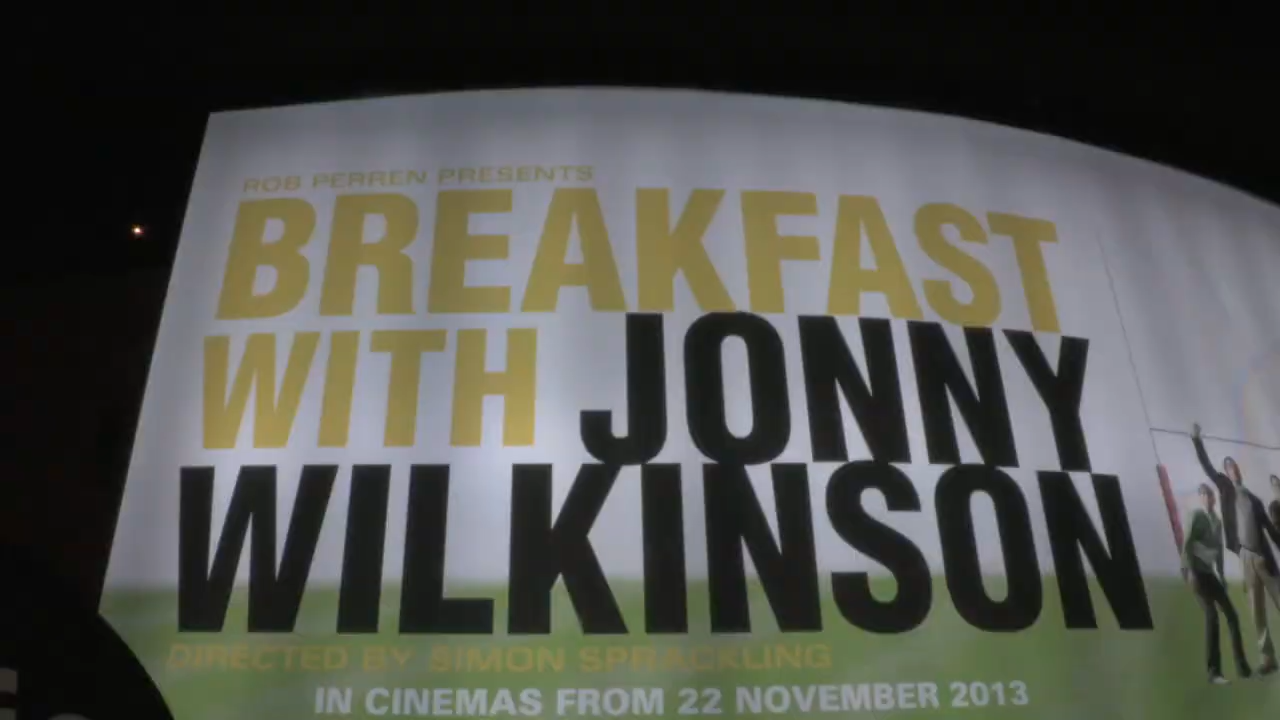 ROB PERREN PRESENTS
BREAKFAST
WITH JONNY
WILKINSON
DIRECTED BY SIMON SPRACKLING
IN CINEMAS FROM 22 NOVEMBER 2013